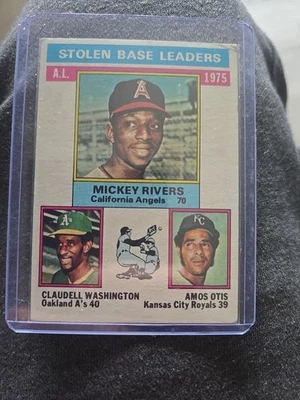 STOLEN BASE LEADERS
A.L. 1975
A
MICKEY RIVERS
California Angels 70
A's
KC
CLAUDELL WASHINGTON
Oakland A's 40
AMOS OTIS
Kansas City Royals 39